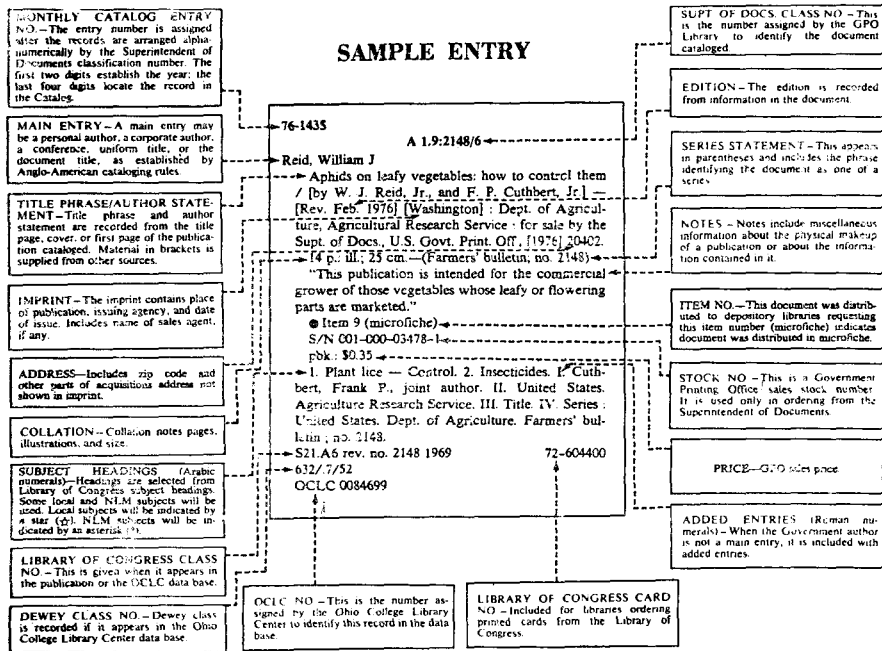 SAMPLE ENTRY
MONTHLY CATALOG ENTRY
NO.—The entry number is assigned
after the records are arranged alpha-
numerically by the Superintendent of
Documents classification number. The
first two digits establish the year; the
last four digits locate the record in
the Catalog.
MAIN ENTRY—A main entry may
be a personal author, a corporate author,
a conference, uniform title, or the
document title, as established by
Anglo-American cataloging rules.
TITLE PHRASE/AUTHOR STATE-
MENT—Title phrase and author
statement are recorded from the title
page, cover, or first page of the publica-
tion cataloged. Material in brackets is
supplied from other sources.
IMPRINT—The imprint contains place
of publication, issuing agency, and date
of issue. Includes name of sales agent,
if any.
ADDRESS—Includes zip code and
other parts of acquisitions address not
shown in imprint.
COLLATION—Collation notes pages,
illustrations, and size.
SUBJECT HEADINGS (Arabic
numerals)—Headings are selected from
Library of Congress subject headings.
Some local and NLM subjects will be
used. Local subjects will be indicated by
a star (☆). NLM subjects will be in-
dicated by an asterisk (*).
LIBRARY OF CONGRESS CLASS
NO.—This is given when it appears in
the publication or the OCLC data base.
DEWEY CLASS NO.—Dewey class
is recorded if it appears in the Ohio
College Library Center data base.
76-1435
A 1.9:2148/6
Reid, William J
Aphids on leafy vegetables: how to control them
/ [by W. J. Reid, Jr., and F. P. Cuthbert, Jr.] —
[Rev. Feb. 1976] [Washington] : Dept. of Agricul-
ture, Agricultural Research Service : for sale by the
Supt. of Docs., U.S. Govt. Print. Off., [1976] 20402.
14 p.: ill.; 25 cm.—(Farmers' bulletin; no. 2148)
"This publication is intended for the commercial
grower of those vegetables whose leafy or flowering
parts are marketed."
● Item 9 (microfiche)
S/N 001-000-03478-1
pbk.: $0.35
1. Plant lice — Control. 2. Insecticides. I. Cuth-
bert, Frank P., joint author. II. United States.
Agriculture Research Service. III. Title. IV. Series :
United States. Dept. of Agriculture. Farmers' bul-
letin ; no. 2148.
S21.A6 rev. no. 2148 1969 72-604400
632/.7/52
OCLC 0084699
OCLC NO—This is the number as-
signed by the Ohio College Library
Center to identify this record in the data
base.
LIBRARY OF CONGRESS CARD
NO—Included for libraries ordering
printed cards from the Library of
Congress.
SUPT OF DOCS. CLASS NO—This
is the number assigned by the GPO
Library to identify the document
cataloged.
EDITION—The edition is recorded
from information in the document.
SERIES STATEMENT—This appears
in parentheses and includes the phrase
identifying the document as one of a
series
NOTES—Notes include miscellaneous
information about the physical makeup
of a publication or about the informa-
tion contained in it.
ITEM NO.—This document was distrib-
uted to depository libraries requesting
this item number (microfiche) indicates
document was distributed in microfiche.
STOCK NO—This is a Government
Printing Office sales stock number.
It is used only in ordering from the
Superintendent of Documents.
PRICE—GPO sales price.
ADDED ENTRIES (Roman nu-
merals)—When the Government author
is not a main entry, it is included with
added entries.